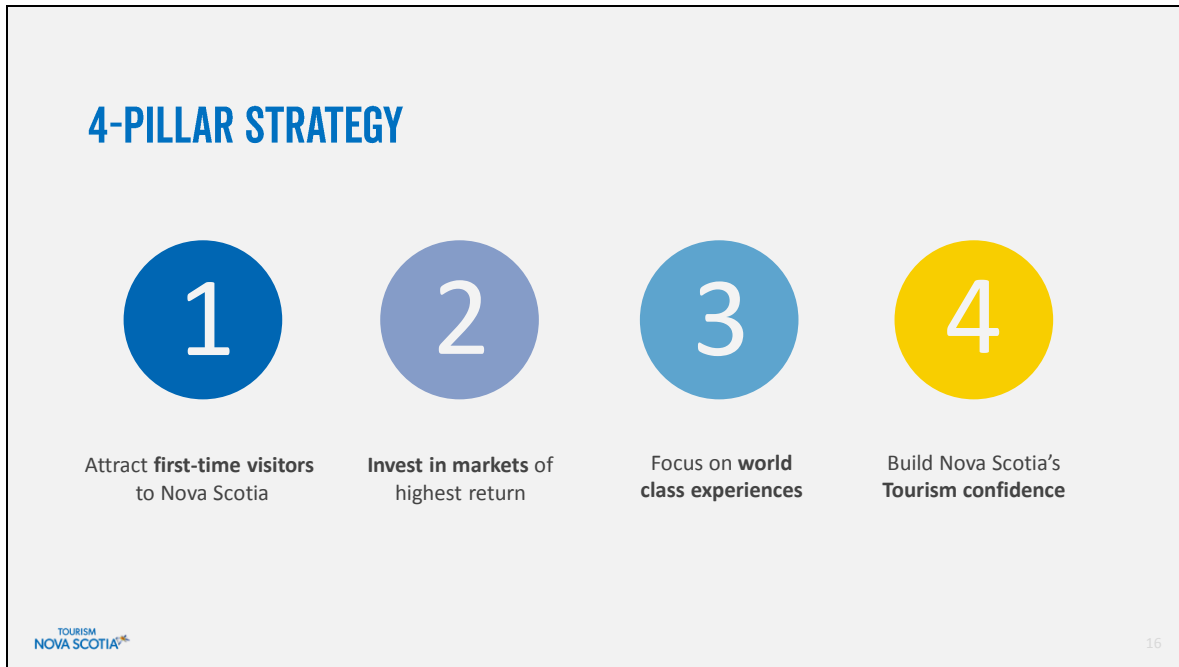 4-PILLAR STRATEGY
1
2
3
4
Attract first-time visitors
to Nova Scotia
Invest in markets of
highest return
Focus on world
class experiences
Build Nova Scotia’s
Tourism confidence
TOURISM
NOVA SCOTIA
16